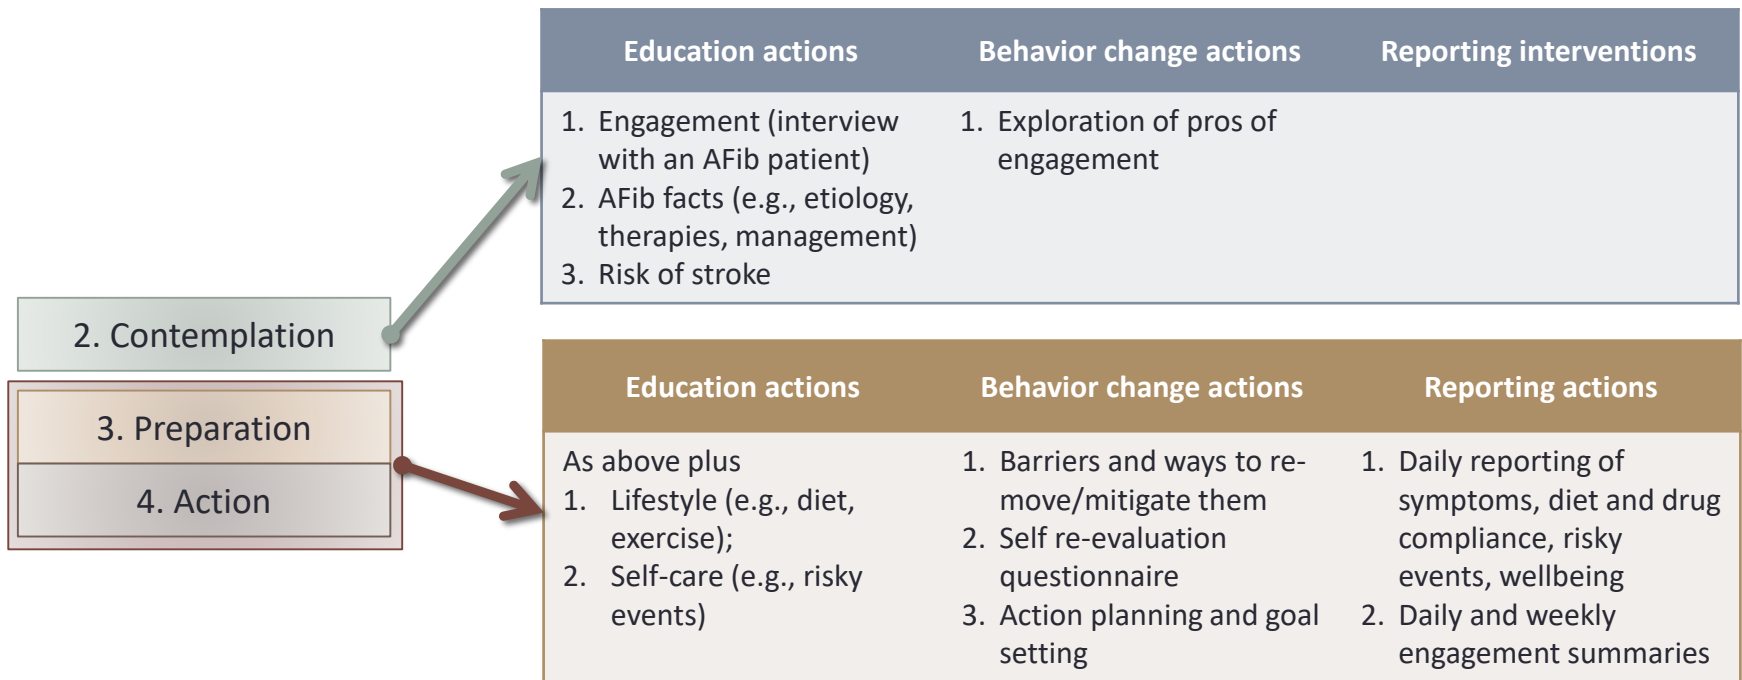 Education actions
Behavior change actions
Reporting interventions
1. Engagement (interview
with an AFib patient)
2. AFib facts (e.g., etiology,
therapies, management)
3. Risk of stroke
1. Exploration of pros of
engagement
2. Contemplation
3. Preparation
4. Action
Education actions
Behavior change actions
Reporting actions
As above plus
1. Lifestyle (e.g., diet,
exercise);
2. Self-care (e.g., risky
events)
1. Barriers and ways to re-
move/mitigate them
2. Self re-evaluation
questionnaire
3. Action planning and goal
setting
1. Daily reporting of
symptoms, diet and drug
compliance, risky
events, wellbeing
2. Daily and weekly
engagement summaries